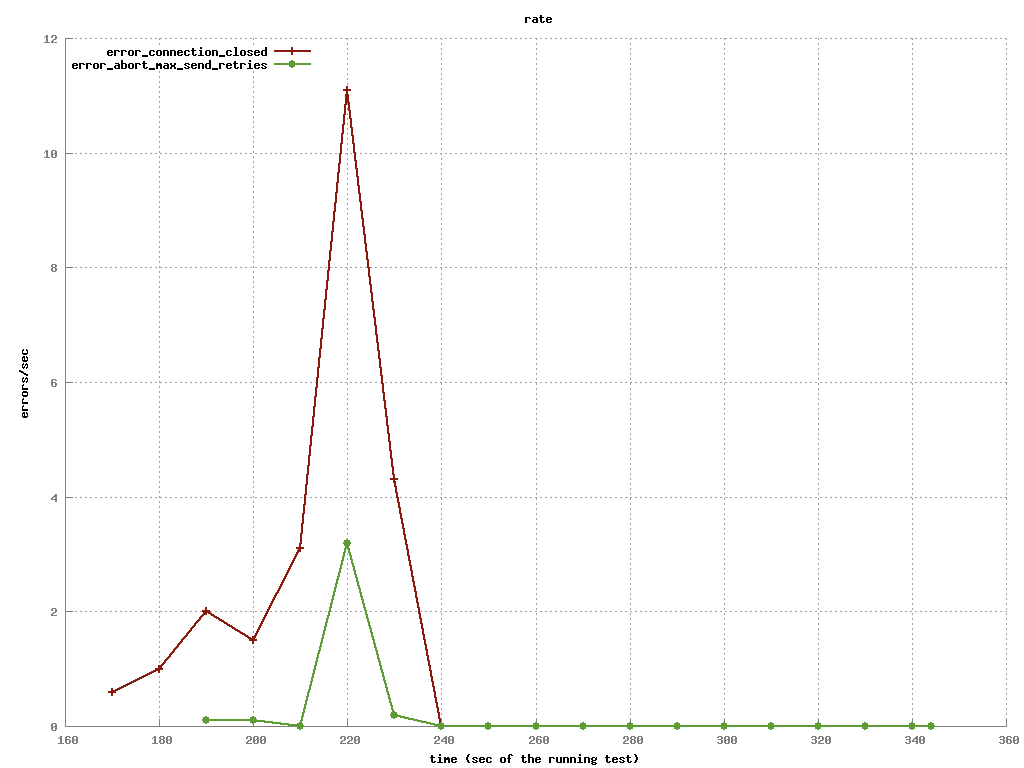 rate
error_connection_closed
error_abort_max_send_retries
12
10
8
6
4
2
0
errors/sec
160 180 200 220 240 260 280 300 320 340 360
time (sec of the running test)